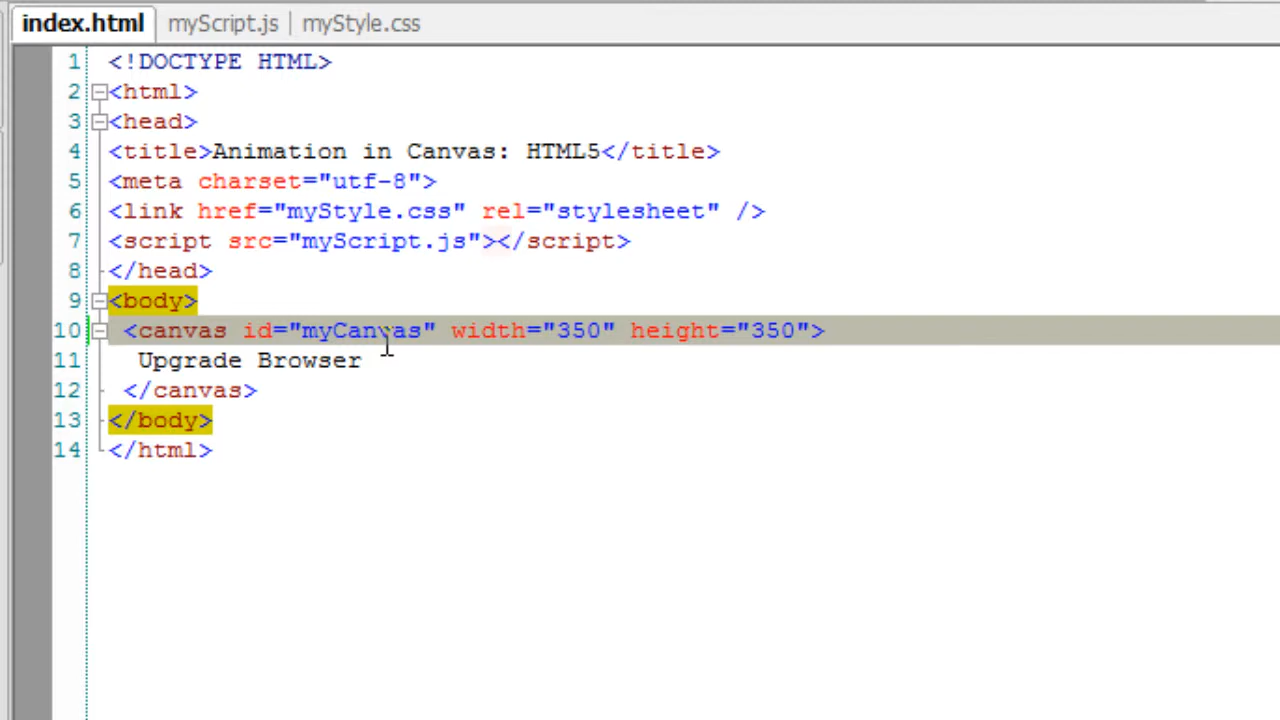 index.html myScript.js myStyle.css
1 <!DOCTYPE HTML>
2 <html>
3 <head>
4 <title>Animation in Canvas: HTML5</title>
5 <meta charset="utf-8">
6 <link href="myStyle.css" rel="stylesheet" />
7 <script src="myScript.js"></script>
8 </head>
9 <body>
10 <canvas id="myCanvas" width="350" height="350">
11 Upgrade Browser
12 </canvas>
13 </body>
14 </html>